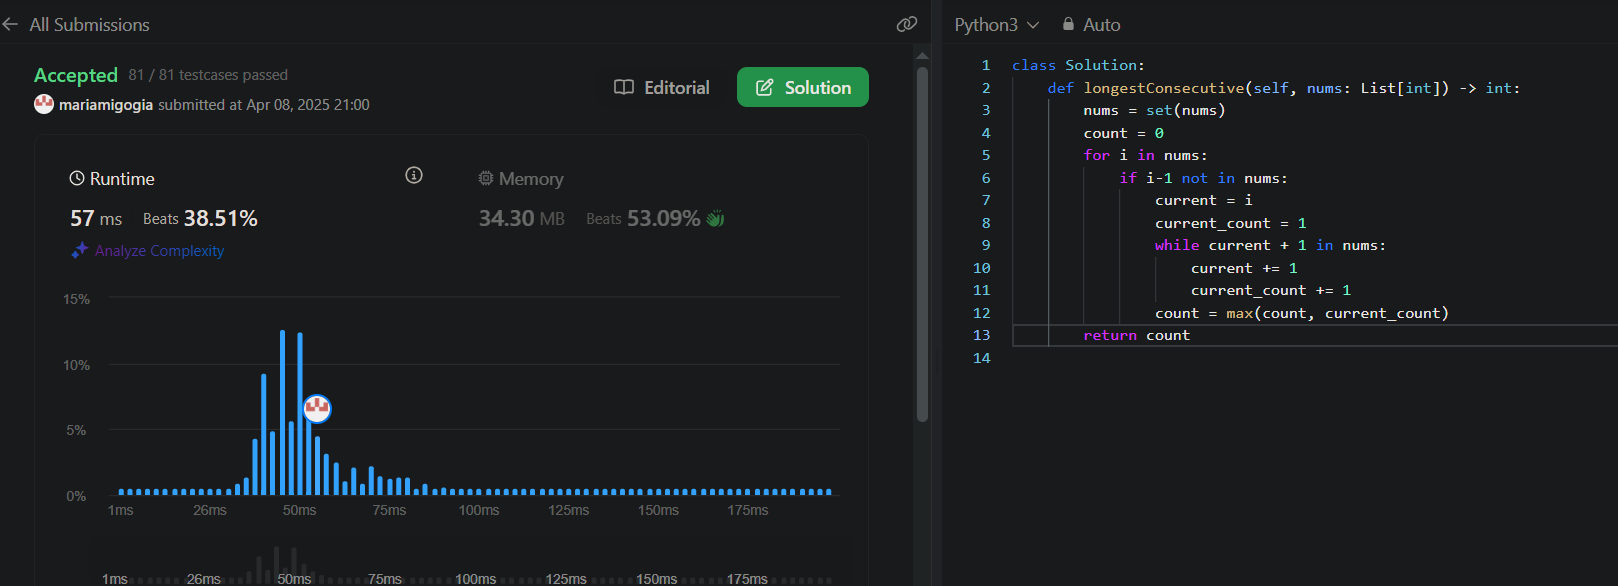 All Submissions
Accepted 81 / 81 testcases passed
mariamigogia submitted at Apr 08, 2025 21:00
Editorial
Solution
Runtime
57 ms Beats 38.51%
Analyze Complexity
Memory
34.30 MB Beats 53.09%
15%
10%
5%
0%
1ms 26ms 50ms 75ms 100ms 125ms 150ms 175ms
1ms 26ms 50ms 75ms 100ms 125ms 150ms 175ms
Python3 Auto
1 class Solution:
2     def longestConsecutive(self, nums: List[int]) -> int:
3         nums = set(nums)
4         count = 0
5         for i in nums:
6             if i-1 not in nums:
7                 current = i
8                 current_count = 1
9                 while current + 1 in nums:
10                     current += 1
11                     current_count += 1
12                 count = max(count, current_count)
13         return count
14